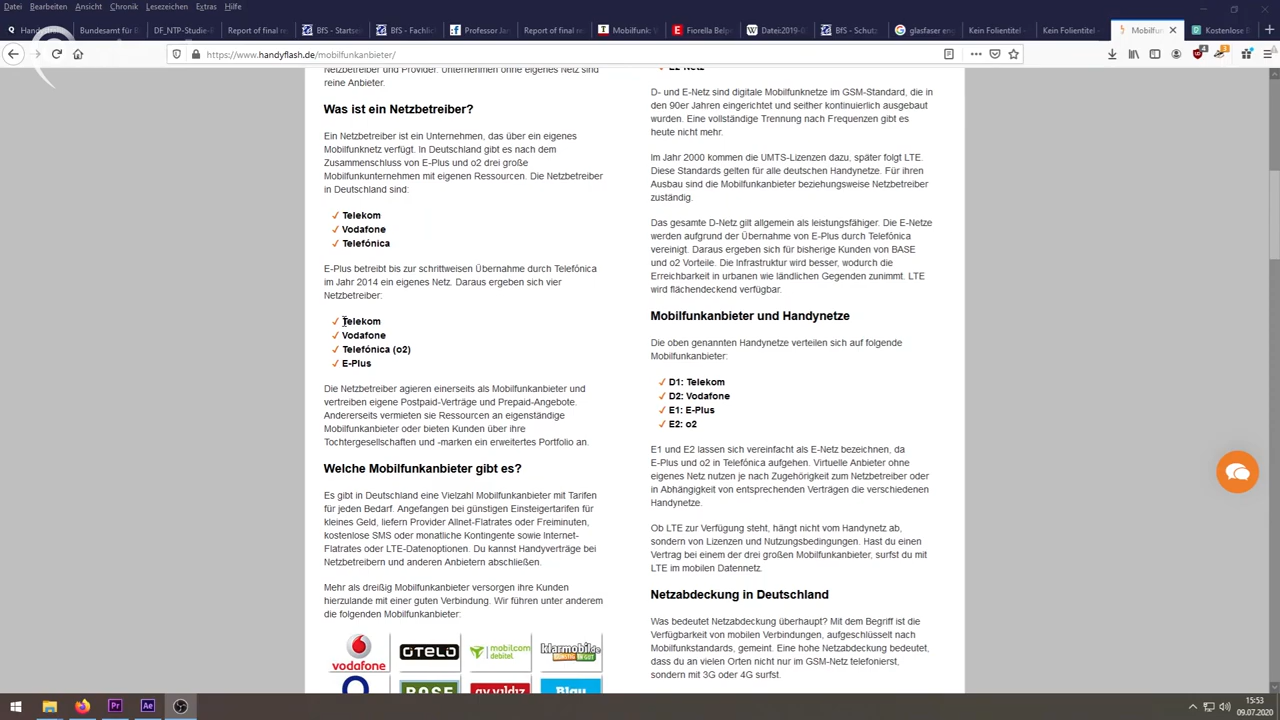 Datei Bearbeiten Ansicht Chronik Lesezeichen Extras Hilfe
Bundesamt für B
DF_NTP-Studie-
Report of final re
BfS - Startseit
BfS - Fachlic
Professor Jan
Report of final re
Mobilfunk: W
Fiorella Belp
Datei:2019-0
BfS - Schut
glasfaser eng
Kein Folientitel -
Kein Folientitel -
Mobilfun
Kostenlose B
https://www.handyflash.de/mobilfunkanbieter/
Netzbetreiber und Provider. Unternehmen ohne eigenes Netz sind
reine Anbieter.
Was ist ein Netzbetreiber?
Ein Netzbetreiber ist ein Unternehmen, das über ein eigenes
Mobilfunknetz verfügt. In Deutschland gibt es nach dem
Zusammenschluss von E-Plus und o2 drei große
Mobilfunkunternehmen mit eigenen Ressourcen. Die Netzbetreiber
in Deutschland sind:
✓ Telekom
✓ Vodafone
✓ Telefónica
E-Plus betreibt bis zur schrittweisen Übernahme durch Telefónica
im Jahr 2014 ein eigenes Netz. Daraus ergeben sich vier
Netzbetreiber:
✓ Telekom
✓ Vodafone
✓ Telefónica (o2)
✓ E-Plus
Die Netzbetreiber agieren einerseits als Mobilfunkanbieter und
vertreiben eigene Postpaid-Verträge und Prepaid-Angebote.
Andererseits vermieten sie Ressourcen an eigenständige
Mobilfunkanbieter oder bieten Kunden über ihre
Tochtergesellschaften und -marken ein erweitertes Portfolio an.
Welche Mobilfunkanbieter gibt es?
Es gibt in Deutschland eine Vielzahl Mobilfunkanbieter mit Tarifen
für jeden Bedarf. Angefangen bei günstigen Einsteigertarifen für
kleines Geld, liefern Provider Allnet-Flatrates oder Freiminuten,
kostenlose SMS oder monatliche Kontingente sowie Internet-
Flatrates oder LTE-Datenoptionen. Du kannst Handyverträge bei
Netzbetreibern und anderen Anbietern abschließen.
Mehr als dreißig Mobilfunkanbieter versorgen ihre Kunden
hierzulande mit einer guten Verbindung. Wir führen unter anderem
die folgenden Mobilfunkanbieter:
vodafone OTELO mobilcom debitel klarmobil.de
BASE ay yildiz Blau
E2-Netz
D- und E-Netz sind digitale Mobilfunknetze im GSM-Standard, die in
den 90er Jahren eingerichtet und seither kontinuierlich ausgebaut
wurden. Eine vollständige Trennung nach Frequenzen gibt es
heute nicht mehr.
Im Jahr 2000 kommen die UMTS-Lizenzen dazu, später folgt LTE.
Diese Standards gelten für alle deutschen Handynetze. Für ihren
Ausbau sind die Mobilfunkanbieter beziehungsweise Netzbetreiber
zuständig.
Das gesamte D-Netz gilt allgemein als leistungsfähiger. Die E-Netze
werden aufgrund der Übernahme von E-Plus durch Telefónica
vereinigt. Daraus ergeben sich für bisherige Kunden von BASE
und o2 Vorteile. Die Infrastruktur wird besser, wodurch die
Erreichbarkeit in urbanen wie ländlichen Gegenden zunimmt. LTE
wird flächendeckend verfügbar.
Mobilfunkanbieter und Handynetze
Die oben genannten Handynetze verteilen sich auf folgende
Mobilfunkanbieter:
✓ D1: Telekom
✓ D2: Vodafone
✓ E1: E-Plus
✓ E2: o2
E1 und E2 lassen sich vereinfacht als E-Netz bezeichnen, da
E-Plus und o2 in Telefónica aufgehen. Virtuelle Anbieter ohne
eigenes Netz nutzen je nach Zugehörigkeit zum Netzbetreiber oder
in Abhängigkeit von entsprechenden Verträgen die verschiedenen
Handynetze.
Ob LTE zur Verfügung steht, hängt nicht vom Handynetz ab,
sondern von Lizenzen und Nutzungsbedingungen. Hast du einen
Vertrag bei einem der drei großen Mobilfunkanbieter, surfst du mit
LTE im mobilen Datennetz.
Netzabdeckung in Deutschland
Was bedeutet Netzabdeckung überhaupt? Mit dem Begriff ist die
Verfügbarkeit von mobilen Verbindungen, aufgeschlüsselt nach
Mobilfunkstandards, gemeint. Eine hohe Netzabdeckung bedeutet,
dass du an vielen Orten nicht nur im GSM-Netz telefonierst,
sondern mit 3G oder 4G surfst.
Pr
Ae
15:53
09.07.2020